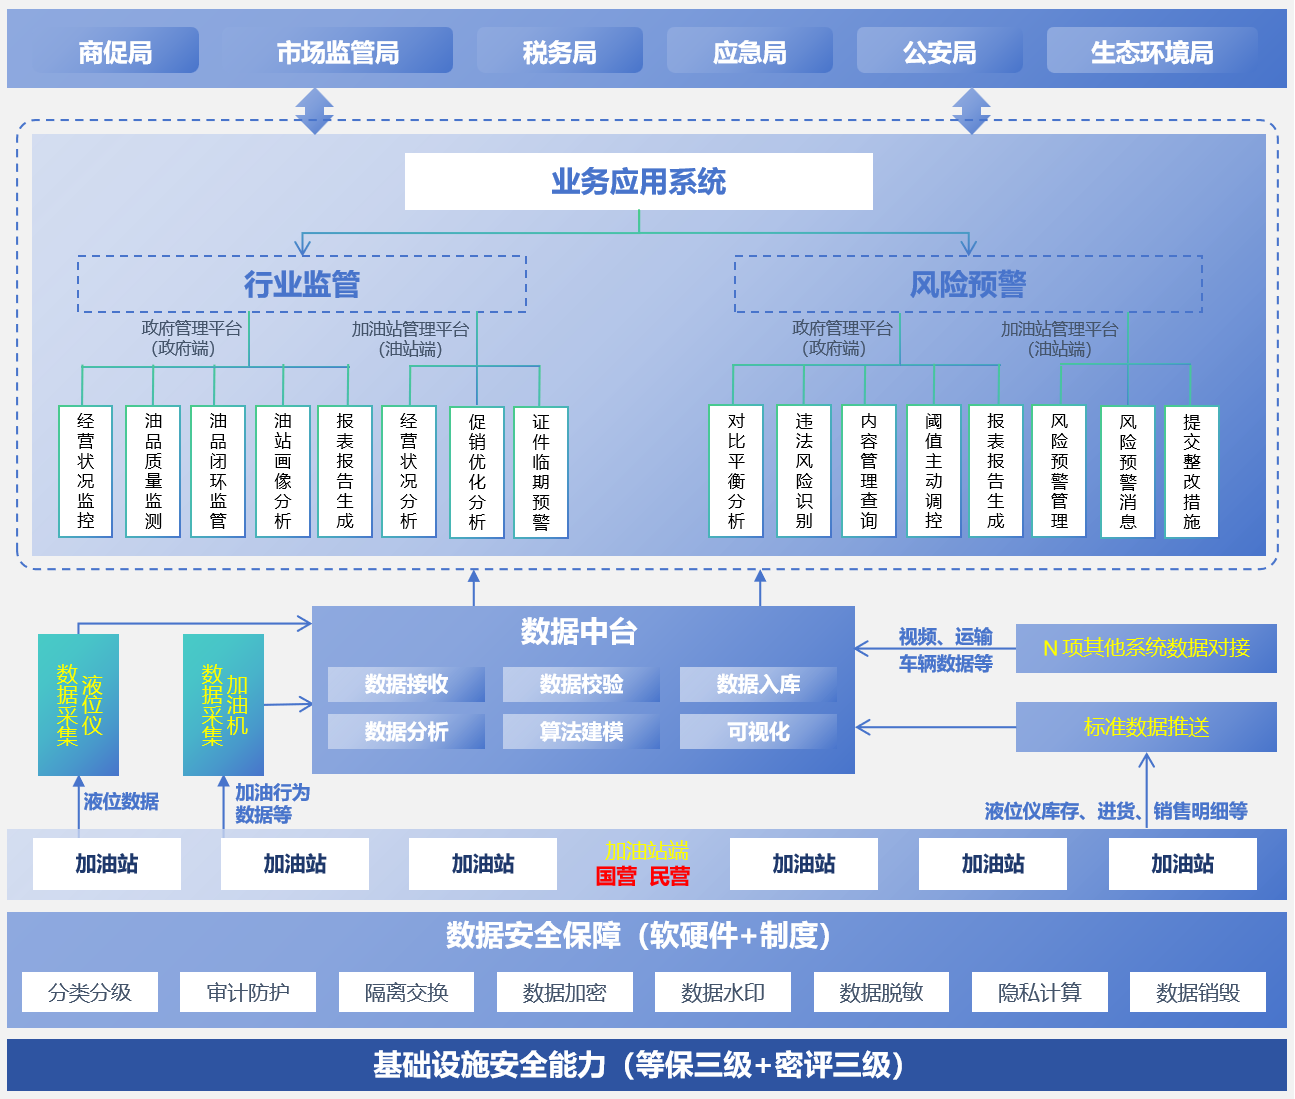 商促局
市场监管局
税务局
应急局
公安局
生态环境局
业务应用系统
行业监管
风险预警
政府管理平台
（政府端）
加油站管理平台
（油站端）
政府管理平台
（政府端）
加油站管理平台
（油站端）
经营状况监控
油品质量监测
油品闭环监管
油站画像分析
报表报告生成
经营状况分析
促销优化分析
证件临期预警
对比平衡分析
违法风险识别
内容管理查询
阈值主动调控
报表报告生成
风险预警管理
风险预警消息
提交整改措施
液位仪
数据采集
加油机
数据采集
数据中台
数据接收
数据校验
数据入库
数据分析
算法建模
可视化
视频、运输
车辆数据等
N 项其他系统数据对接
标准数据推送
液位数据
加油行为
数据等
液位仪库存、进货、销售明细等
加油站
加油站
加油站
加油站端
国营 民营
加油站
加油站
加油站
数据安全保障（软硬件+制度）
分类分级
审计防护
隔离交换
数据加密
数据水印
数据脱敏
隐私计算
数据销毁
基础设施安全能力（等保三级+密评三级）